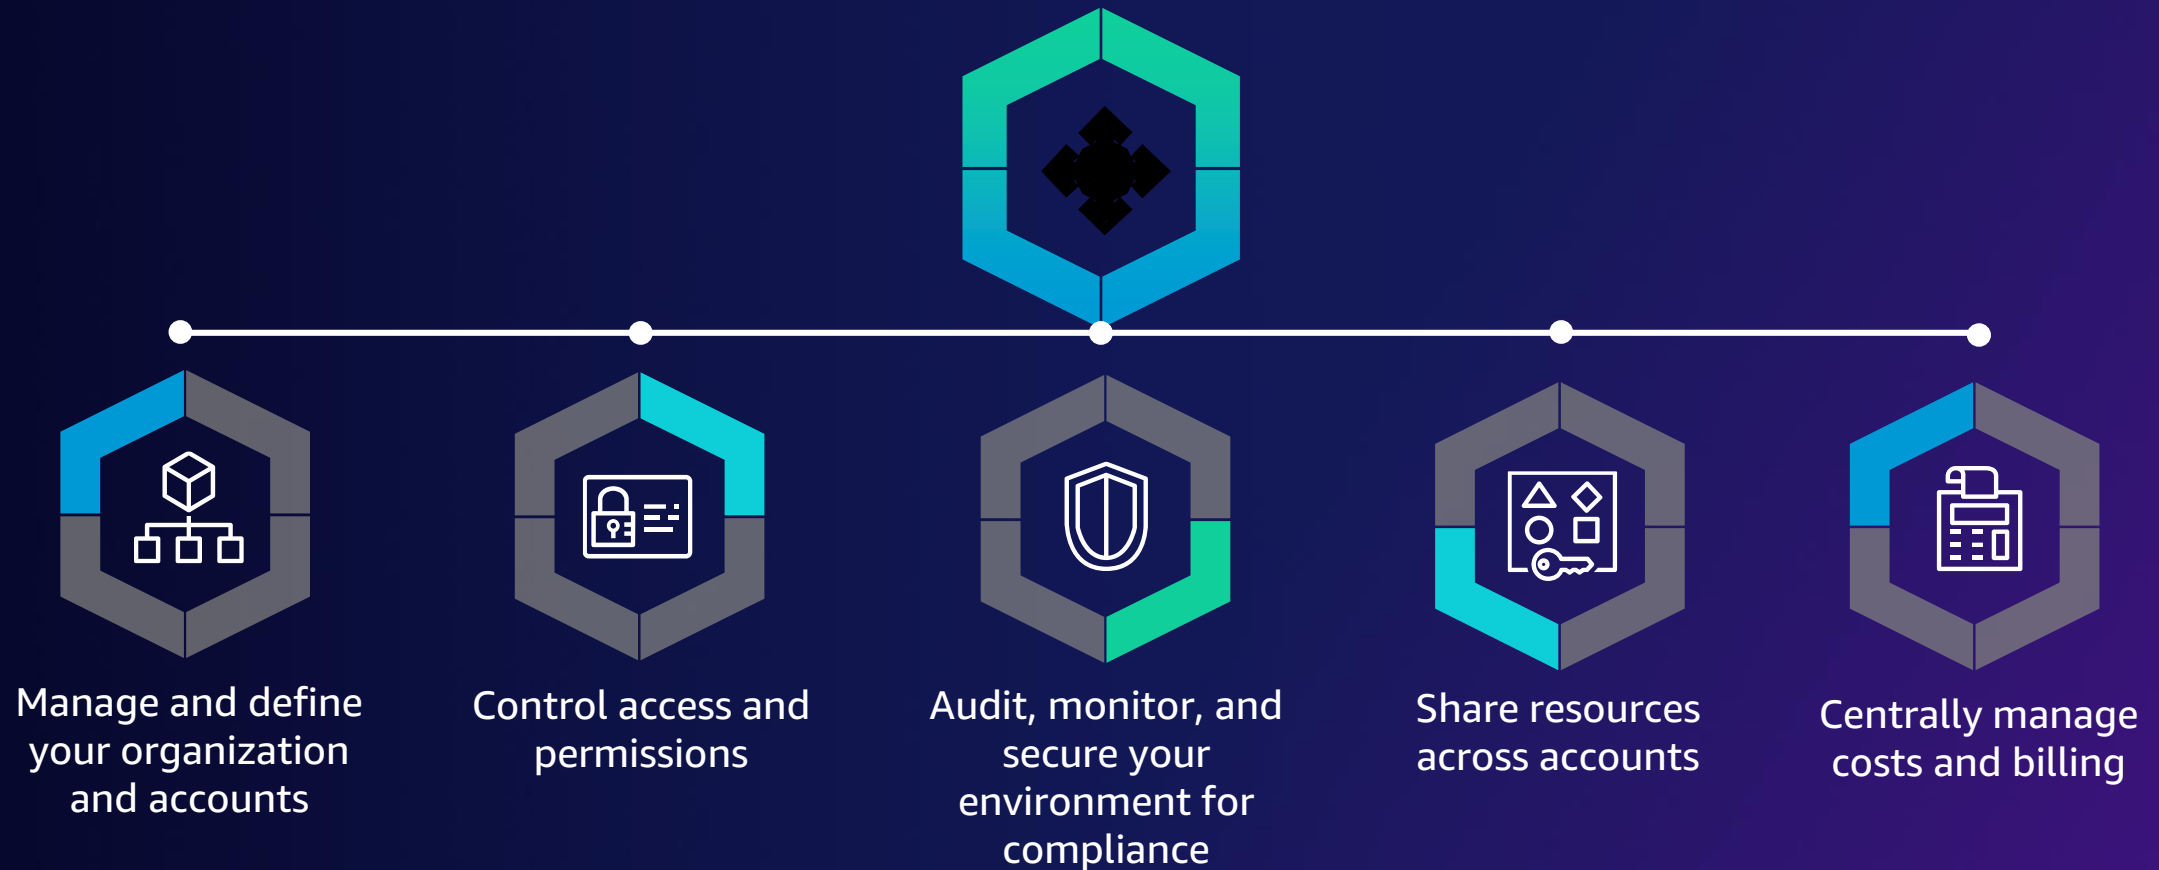 Manage and define
your organization
and accounts
Control access and
permissions
Audit, monitor, and
secure your
environment for
compliance
Share resources
across accounts
Centrally manage
costs and billing